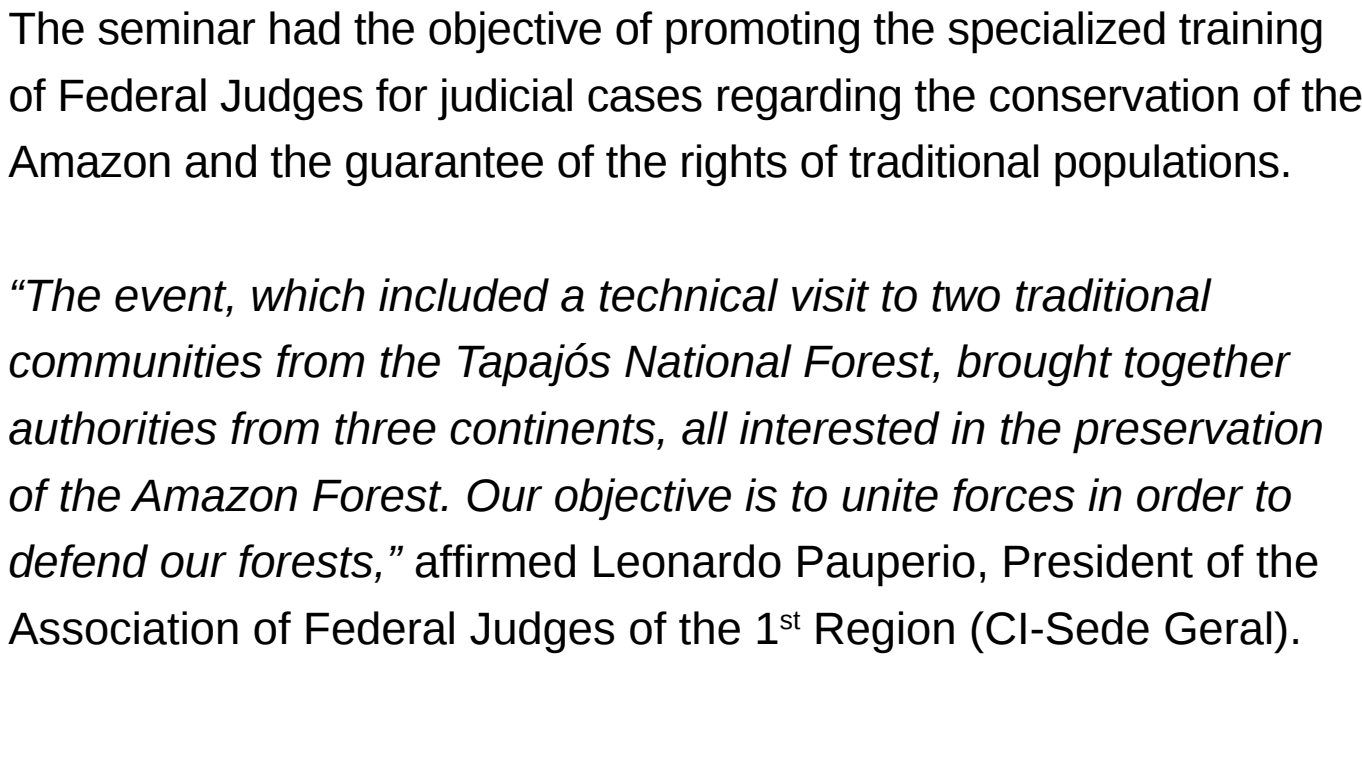 The seminar had the objective of promoting the specialized training
of Federal Judges for judicial cases regarding the conservation of the
Amazon and the guarantee of the rights of traditional populations.
“The event, which included a technical visit to two traditional
communities from the Tapajós National Forest, brought together
authorities from three continents, all interested in the preservation
of the Amazon Forest. Our objective is to unite forces in order to
defend our forests,” affirmed Leonardo Pauperio, President of the
Association of Federal Judges of the 1st Region (CI-Sede Geral).